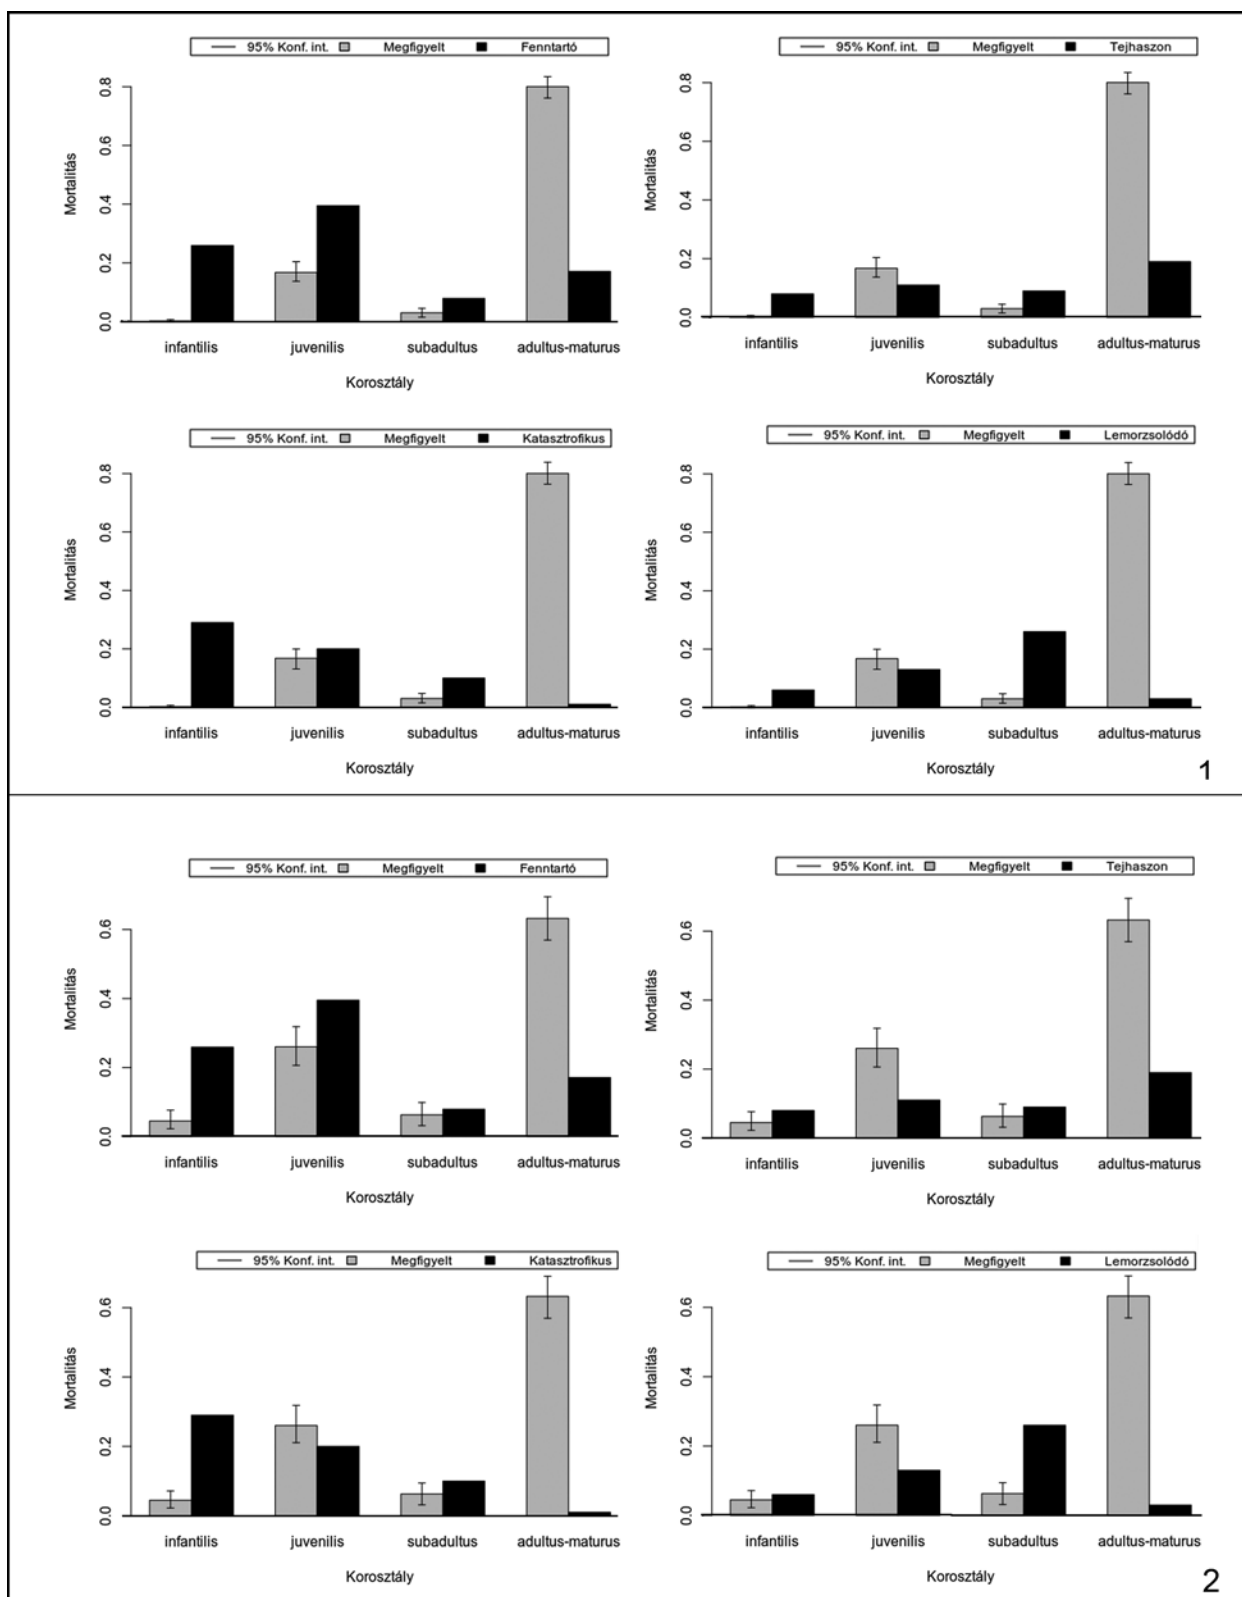 95% Konf. int. Megfigyelt Fenntartó
Mortalitás
0.8
0.6
0.4
0.2
0.0
infantilis juvenilis subadultus adultus-maturus
Korosztály
95% Konf. int. Megfigyelt Tejhaszon
Mortalitás
0.8
0.6
0.4
0.2
0.0
infantilis juvenilis subadultus adultus-maturus
Korosztály
95% Konf. int. Megfigyelt Katasztrofikus
Mortalitás
0.8
0.6
0.4
0.2
0.0
infantilis juvenilis subadultus adultus-maturus
Korosztály
95% Konf. int. Megfigyelt Lemorzsolódó
Mortalitás
0.8
0.6
0.4
0.2
0.0
infantilis juvenilis subadultus adultus-maturus
Korosztály
1
95% Konf. int. Megfigyelt Fenntartó
Mortalitás
0.6
0.4
0.2
0.0
infantilis juvenilis subadultus adultus-maturus
Korosztály
95% Konf. int. Megfigyelt Tejhaszon
Mortalitás
0.6
0.4
0.2
0.0
infantilis juvenilis subadultus adultus-maturus
Korosztály
95% Konf. int. Megfigyelt Katasztrofikus
Mortalitás
0.6
0.4
0.2
0.0
infantilis juvenilis subadultus adultus-maturus
Korosztály
95% Konf. int. Megfigyelt Lemorzsolódó
Mortalitás
0.6
0.4
0.2
0.0
infantilis juvenilis subadultus adultus-maturus
Korosztály
2